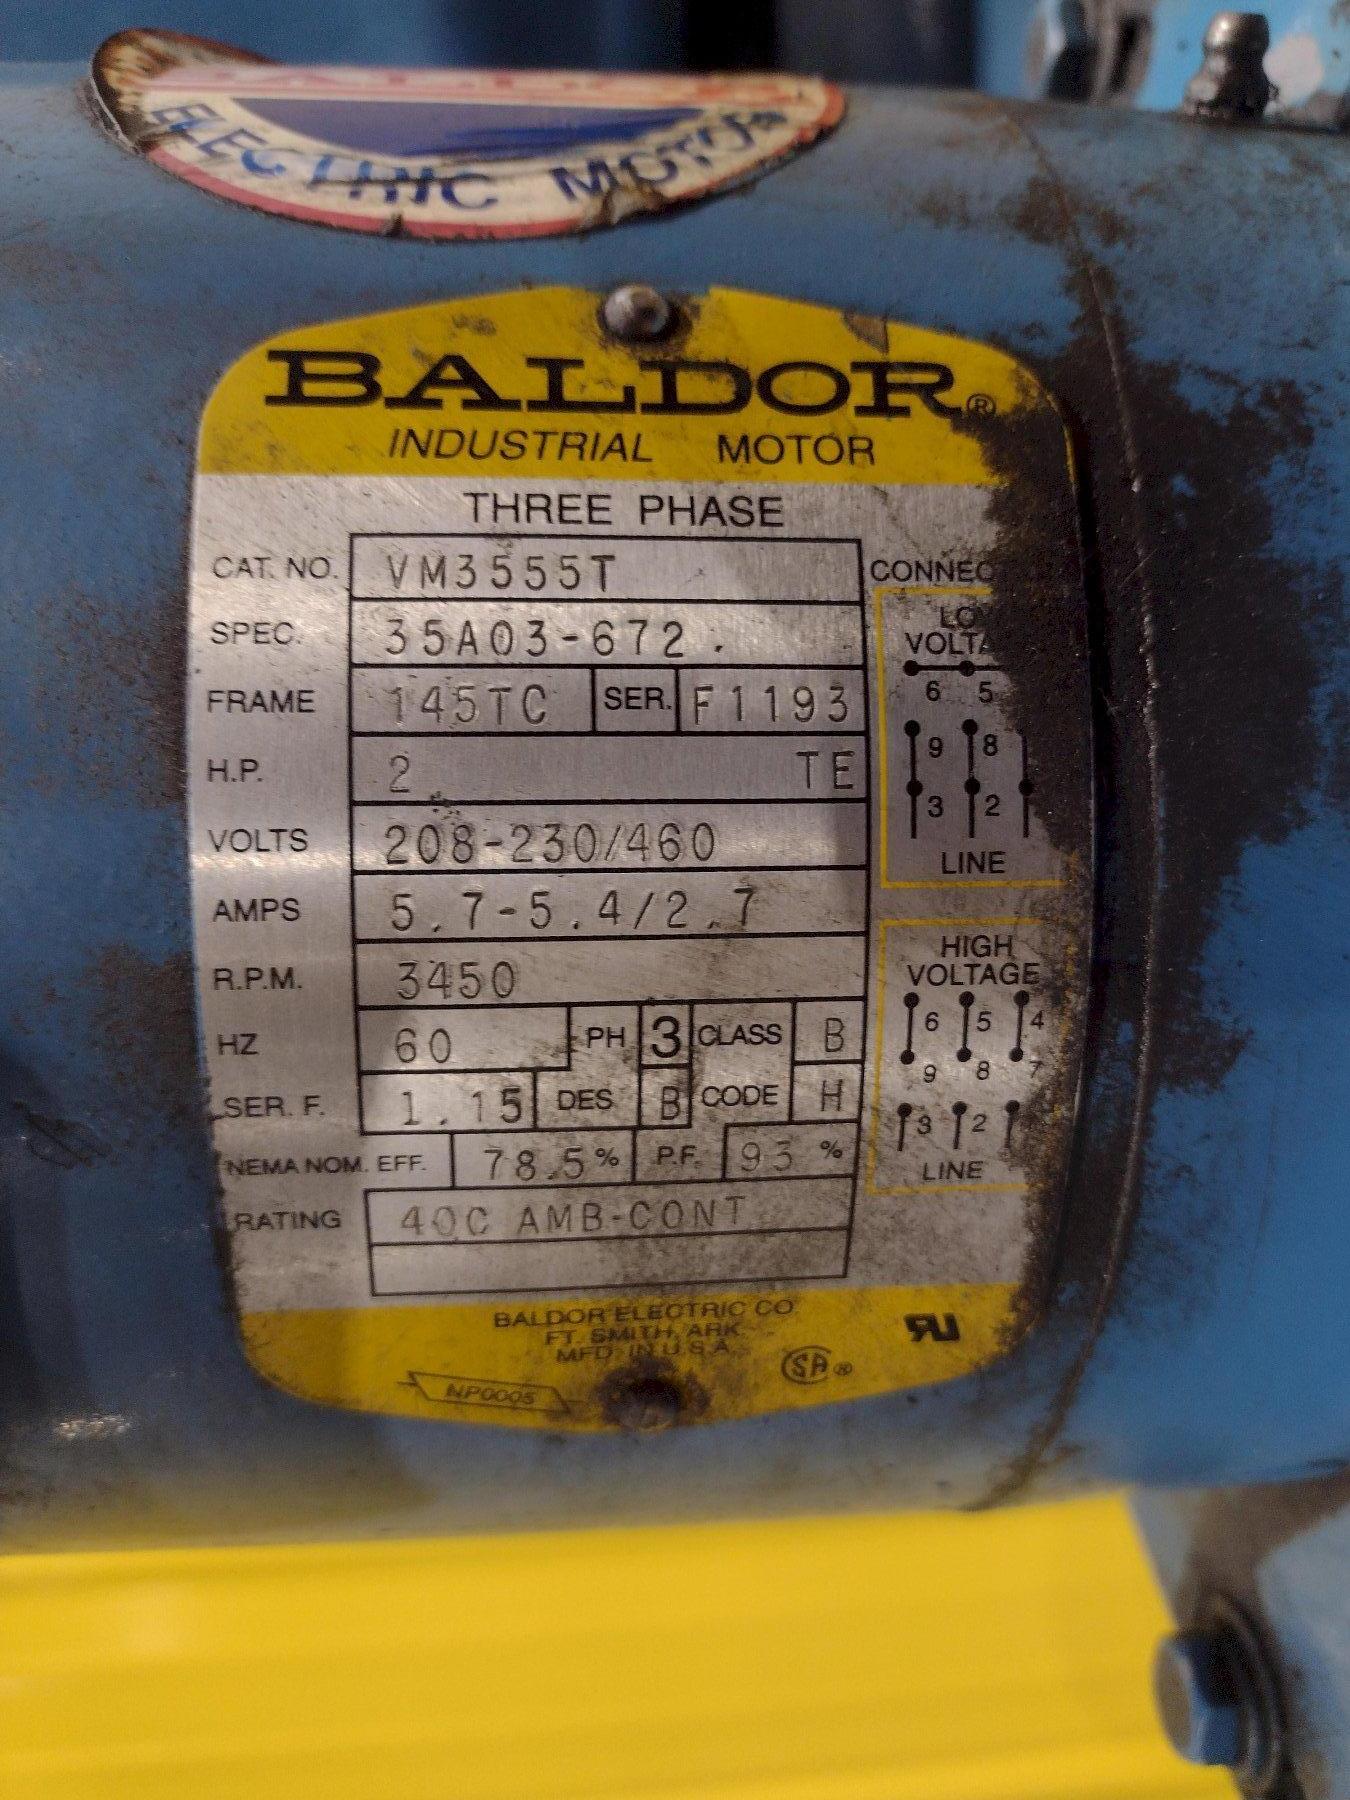 ELECTRIC MOTORS
BALDOR®
INDUSTRIAL MOTOR
THREE PHASE
CAT. NO. VM3555T
SPEC. 35A03-672.
FRAME 145TC SER. F1193
H.P. 2 TE
VOLTS 208-230/460
AMPS 5.7-5.4/2.7
R.P.M. 3450
HZ 60 PH 3 CLASS B
SER. F. 1.15 DES B CODE H
NEMA NOM. EFF. 78.5% P.F. 93 %
RATING 40C AMB-CONT
CONNEC
LO
VOLTA
6 5
9 8
3 2
LINE
HIGH
VOLTAGE
6 5 4
9 8 7
3 2
LINE
BALDOR ELECTRIC CO
FT. SMITH, ARK.
MFD. IN U.S.A.
NP0005
SA ®
RU